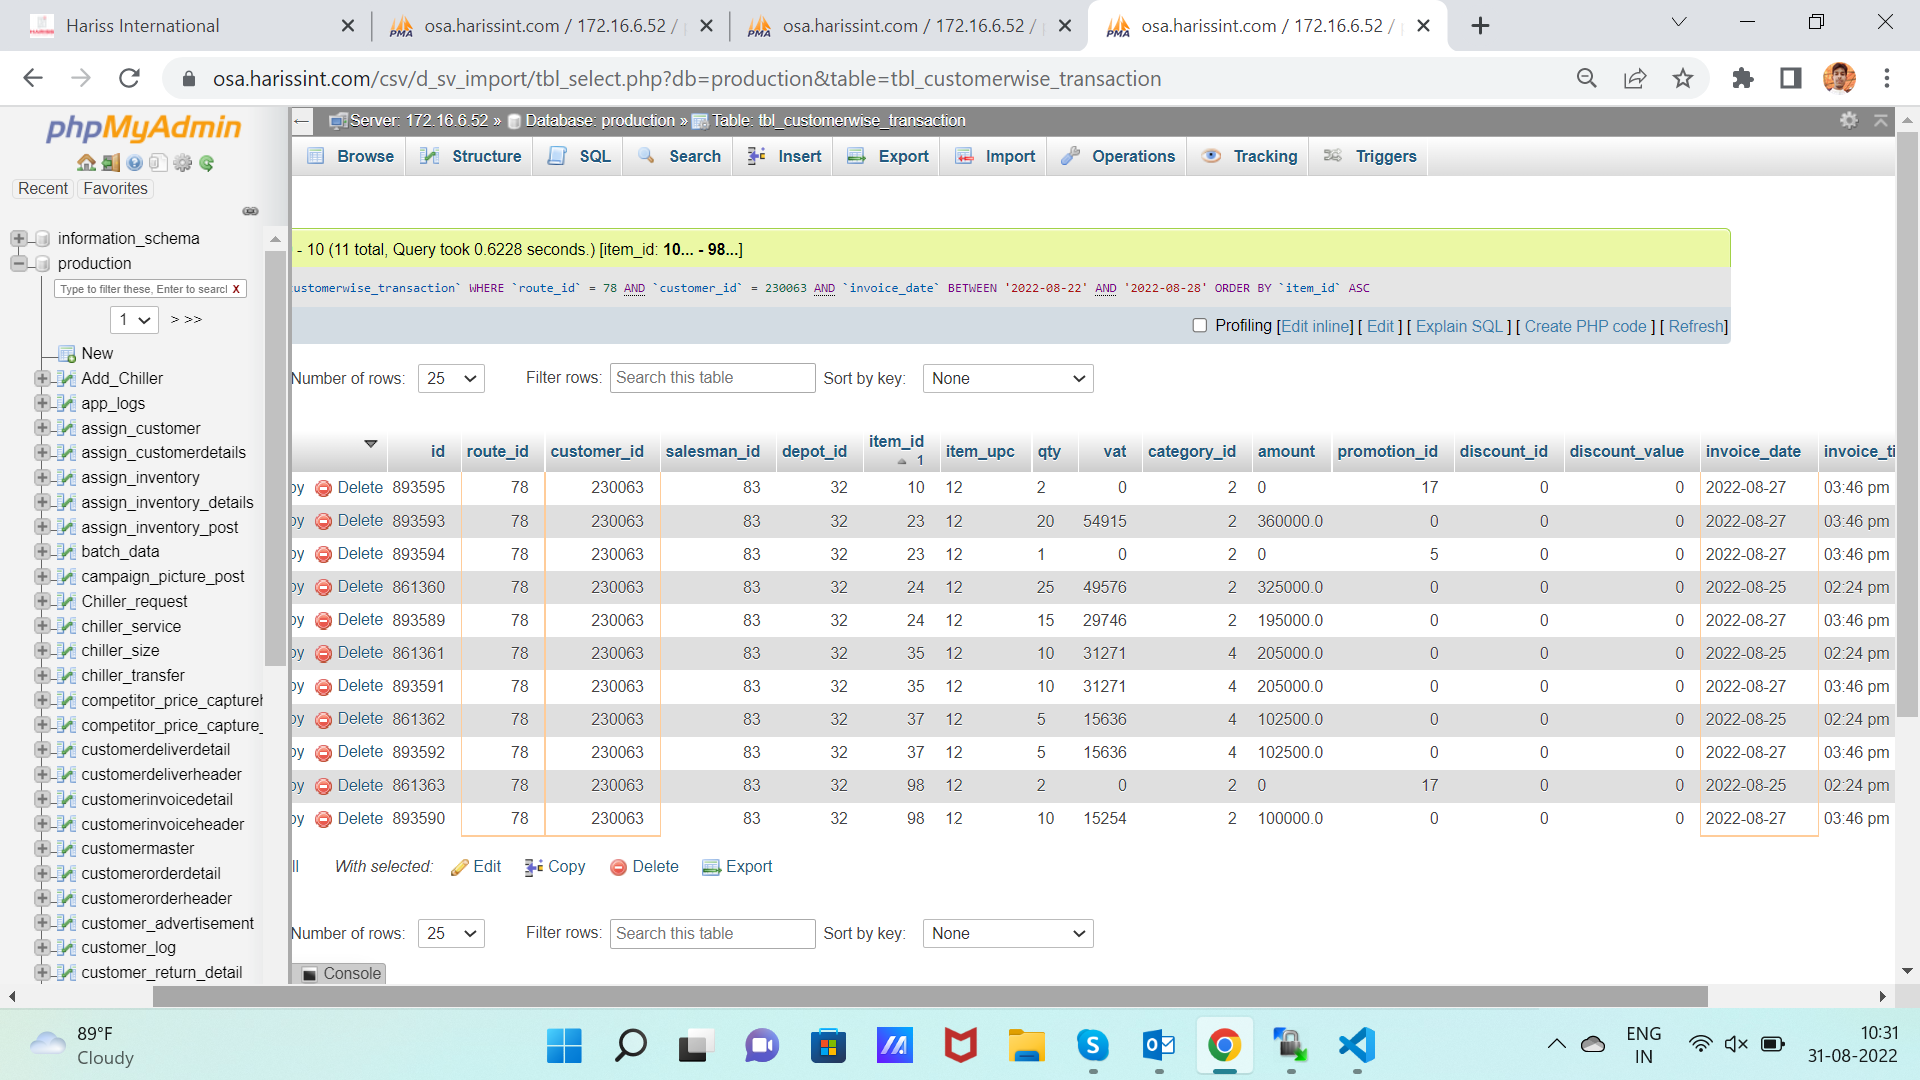 Hariss International
osa.harissint.com / 172.16.6.52 /
osa.harissint.com / 172.16.6.52 /
osa.harissint.com / 172.16.6.52 /
osa.harissint.com/csv/d_sv_import/tbl_select.php?db=production&table=tbl_customerwise_transaction
phpMyAdmin
Recent Favorites
information_schema
production
Type to filter these, Enter to search X
1 > >>
New
Add_Chiller
app_logs
assign_customer
assign_customerdetails
assign_inventory
assign_inventory_details
assign_inventory_post
batch_data
campaign_picture_post
Chiller_request
chiller_service
chiller_size
chiller_transfer
competitor_price_capture
competitor_price_capture_
customerdeliverdetail
customerdeliverheader
customerinvoicedetail
customerinvoiceheader
customermaster
customerorderdetail
customerorderheader
customer_advertisement
customer_log
customer_return_detail
Server: 172.16.6.52 » Database: production » Table: tbl_customerwise_transaction
Browse Structure SQL Search Insert Export Import Operations Tracking Triggers
- 10 (11 total, Query took 0.6228 seconds.) [item_id: 10... - 98...]
ustomerwise_transaction` WHERE `route_id` = 78 AND `customer_id` = 230063 AND `invoice_date` BETWEEN '2022-08-22' AND '2022-08-28' ORDER BY `item_id` ASC
Profiling [Edit inline] [ Edit ] [ Explain SQL ] [ Create PHP code ] [ Refresh]
Number of rows: 25 Filter rows: Search this table Sort by key: None
id route_id customer_id salesman_id depot_id item_id 1 item_upc qty vat category_id amount promotion_id discount_id discount_value invoice_date invoice_ti
py Delete 893595 78 230063 83 32 10 12 2 0 2 0 17 0 0 2022-08-27 03:46 pm
py Delete 893593 78 230063 83 32 23 12 20 54915 2 360000.0 0 0 0 2022-08-27 03:46 pm
py Delete 893594 78 230063 83 32 23 12 1 0 2 0 5 0 0 2022-08-27 03:46 pm
py Delete 861360 78 230063 83 32 24 12 25 49576 2 325000.0 0 0 0 2022-08-25 02:24 pm
py Delete 893589 78 230063 83 32 24 12 15 29746 2 195000.0 0 0 0 2022-08-27 03:46 pm
py Delete 861361 78 230063 83 32 35 12 10 31271 4 205000.0 0 0 0 2022-08-25 02:24 pm
py Delete 893591 78 230063 83 32 35 12 10 31271 4 205000.0 0 0 0 2022-08-27 03:46 pm
py Delete 861362 78 230063 83 32 37 12 5 15636 4 102500.0 0 0 0 2022-08-25 02:24 pm
py Delete 893592 78 230063 83 32 37 12 5 15636 4 102500.0 0 0 0 2022-08-27 03:46 pm
py Delete 861363 78 230063 83 32 98 12 2 0 2 0 17 0 0 2022-08-25 02:24 pm
py Delete 893590 78 230063 83 32 98 12 10 15254 2 100000.0 0 0 0 2022-08-27 03:46 pm
ll With selected: Edit Copy Delete Export
Number of rows: 25 Filter rows: Search this table Sort by key: None
Console
89°F
Cloudy
ENG
IN
10:31
31-08-2022